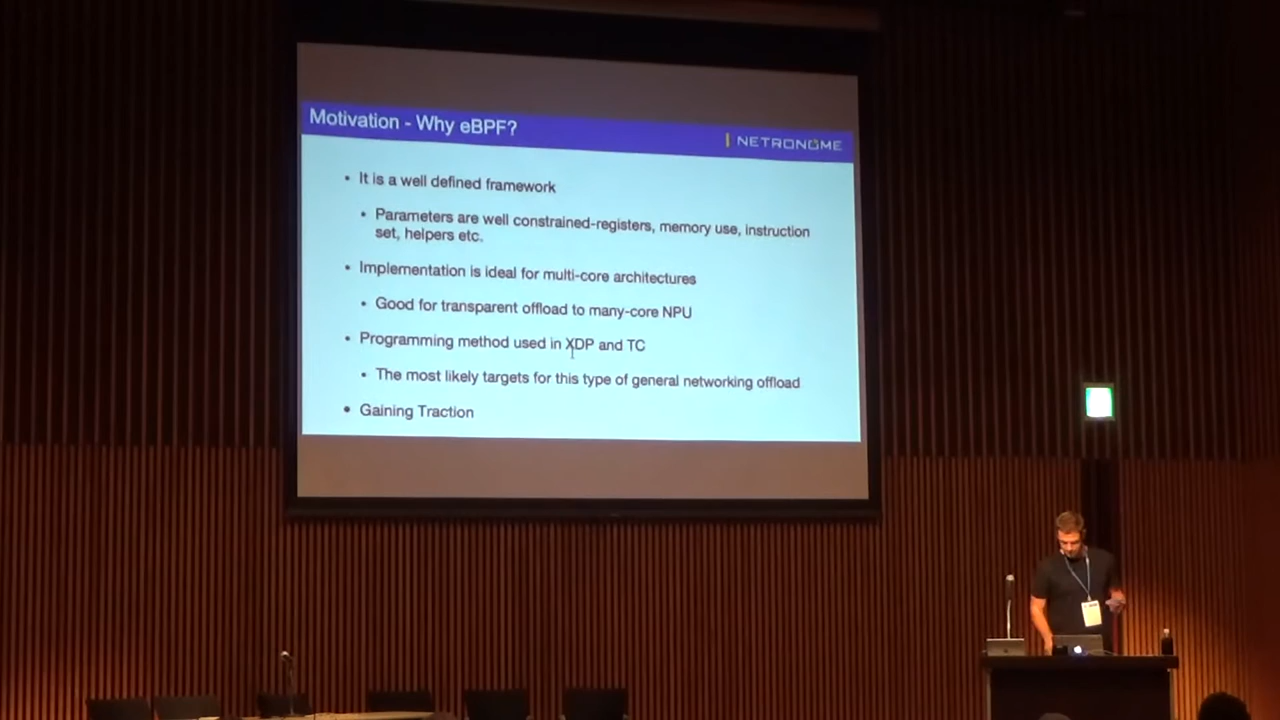 Motivation - Why eBPF?
NETRONOME
• It is a well defined framework
• Parameters are well constrained-registers, memory use, instruction
set, helpers etc.
• Implementation is ideal for multi-core architectures
• Good for transparent offload to many-core NPU
• Programming method used in XDP and TC
• The most likely targets for this type of general networking offload
• Gaining Traction